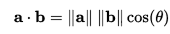 𝐚 · 𝐛 = ‖𝐚‖ ‖𝐛‖ cos(θ)